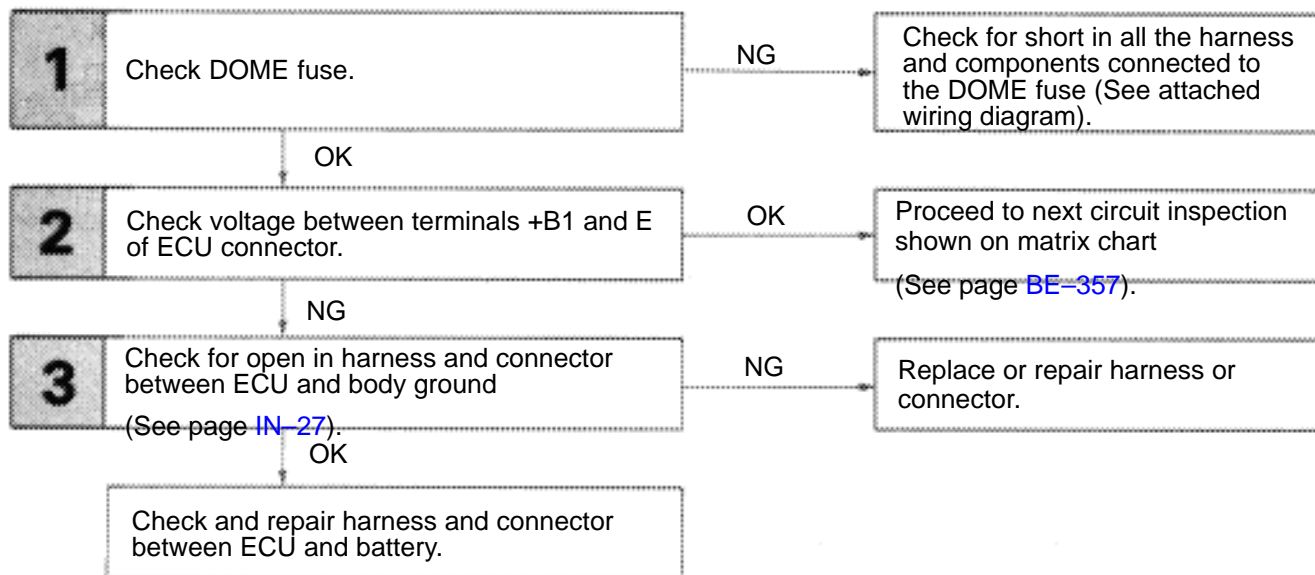 1
Check DOME fuse.
NG
Check for short in all the harness
and components connected to
the DOME fuse (See attached
wiring diagram).
OK
2
Check voltage between terminals +B1 and E
of ECU connector.
OK
Proceed to next circuit inspection
shown on matrix chart
(See page BE–357).
NG
3
Check for open in harness and connector
between ECU and body ground
(See page IN–27).
NG
Replace or repair harness or
connector.
OK
Check and repair harness and connector
between ECU and battery.